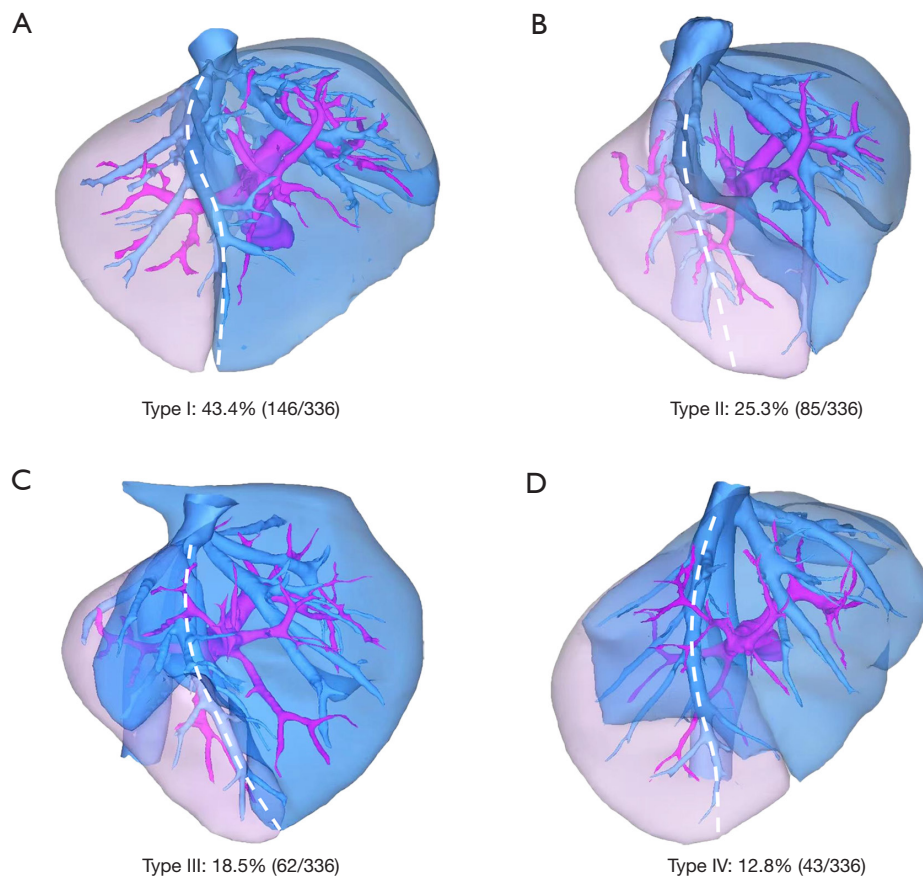 A
B
Type I: 43.4% (146/336)
Type II: 25.3% (85/336)
C
D
Type III: 18.5% (62/336)
Type IV: 12.8% (43/336)